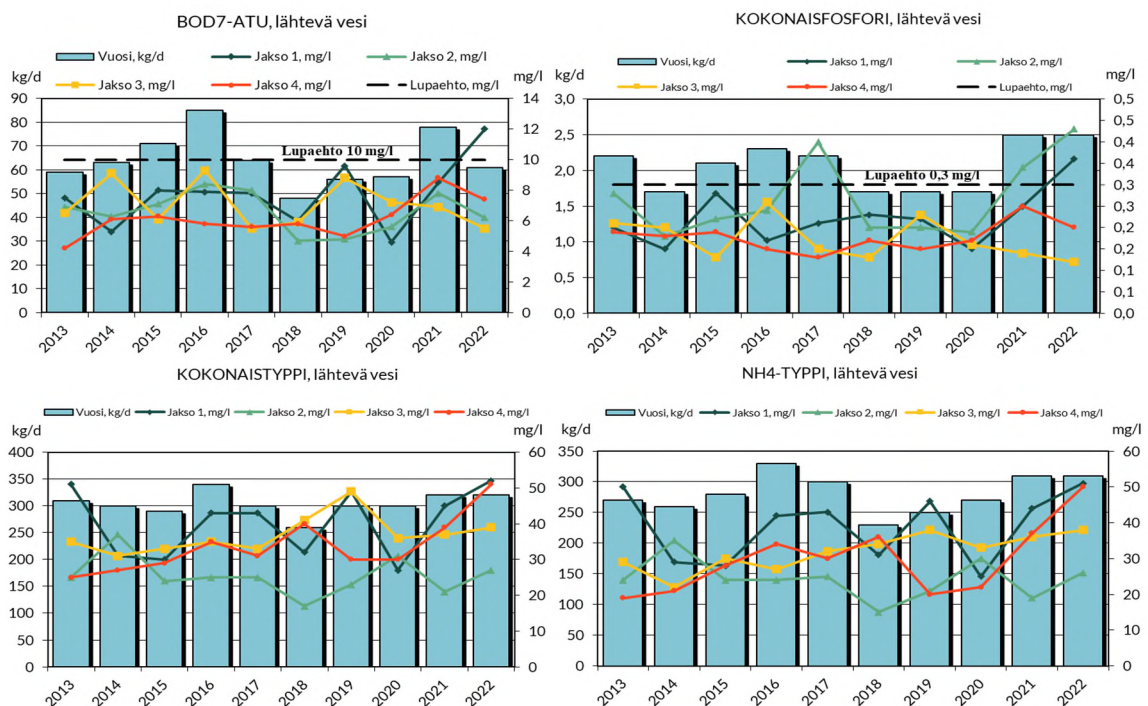 BOD7-ATU, lähtevä vesi
Vuosi, kg/d
Jakso 1, mg/l
Jakso 2, mg/l
kg/d
Jakso 3, mg/l
Jakso 4, mg/l
Lupaehto, mg/l
mg/l
90
80
70
60
50
40
30
20
10
0
Lupaehto 10 mg/l
14
12
10
8
6
4
2
0
2013
2014
2015
2016
2017
2018
2019
2020
2021
2022
KOKONAISFOSFORI, lähtevä vesi
Vuosi, kg/d
Jakso 1, mg/l
Jakso 2, mg/l
kg/d
Jakso 3, mg/l
Jakso 4, mg/l
Lupaehto, mg/l
mg/l
3,0
2,5
2,0
1,5
1,0
0,5
0,0
Lupaehto 0,3 mg/l
0,5
0,5
0,4
0,4
0,3
0,3
0,2
0,2
0,1
0,1
0,0
2013
2014
2015
2016
2017
2018
2019
2020
2021
2022
KOKONAISTYPPI, lähtevä vesi
Vuosi, kg/d
Jakso 1, mg/l
Jakso 2, mg/l
Jakso 3, mg/l
Jakso 4, mg/l
kg/d
mg/l
400
350
300
250
200
150
100
50
0
60
50
40
30
20
10
0
2013
2014
2015
2016
2017
2018
2019
2020
2021
2022
NH4-TYPPI, lähtevä vesi
Vuosi, kg/d
Jakso 1, mg/l
Jakso 2, mg/l
Jakso 3, mg/l
Jakso 4, mg/l
kg/d
mg/l
350
300
250
200
150
100
50
0
60
50
40
30
20
10
0
2013
2014
2015
2016
2017
2018
2019
2020
2021
2022